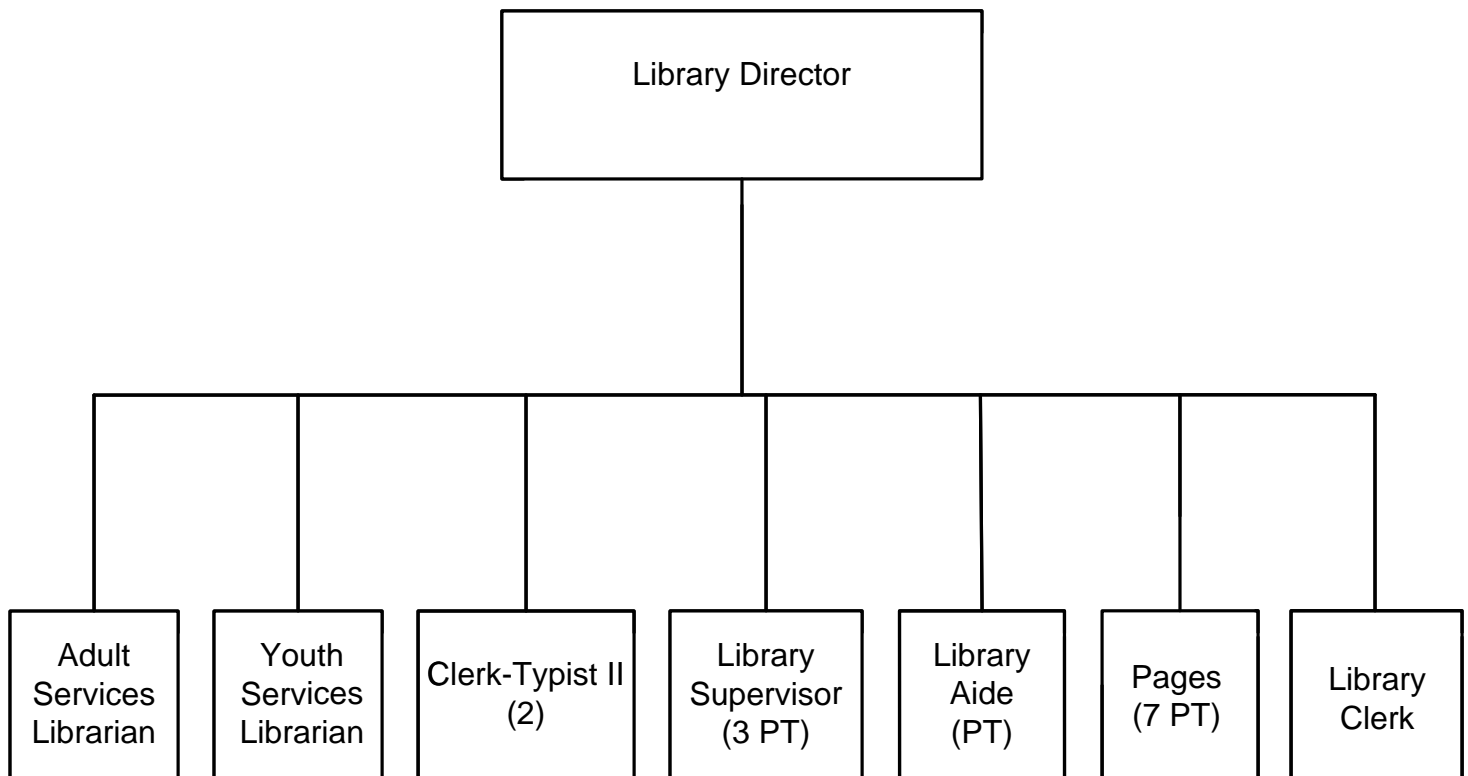 Library Director
Adult
Services
Librarian
Youth
Services
Librarian
Clerk-Typist II
(2)
Library
Supervisor
(3 PT)
Library
Aide
(PT)
Pages
(7 PT)
Library
Clerk